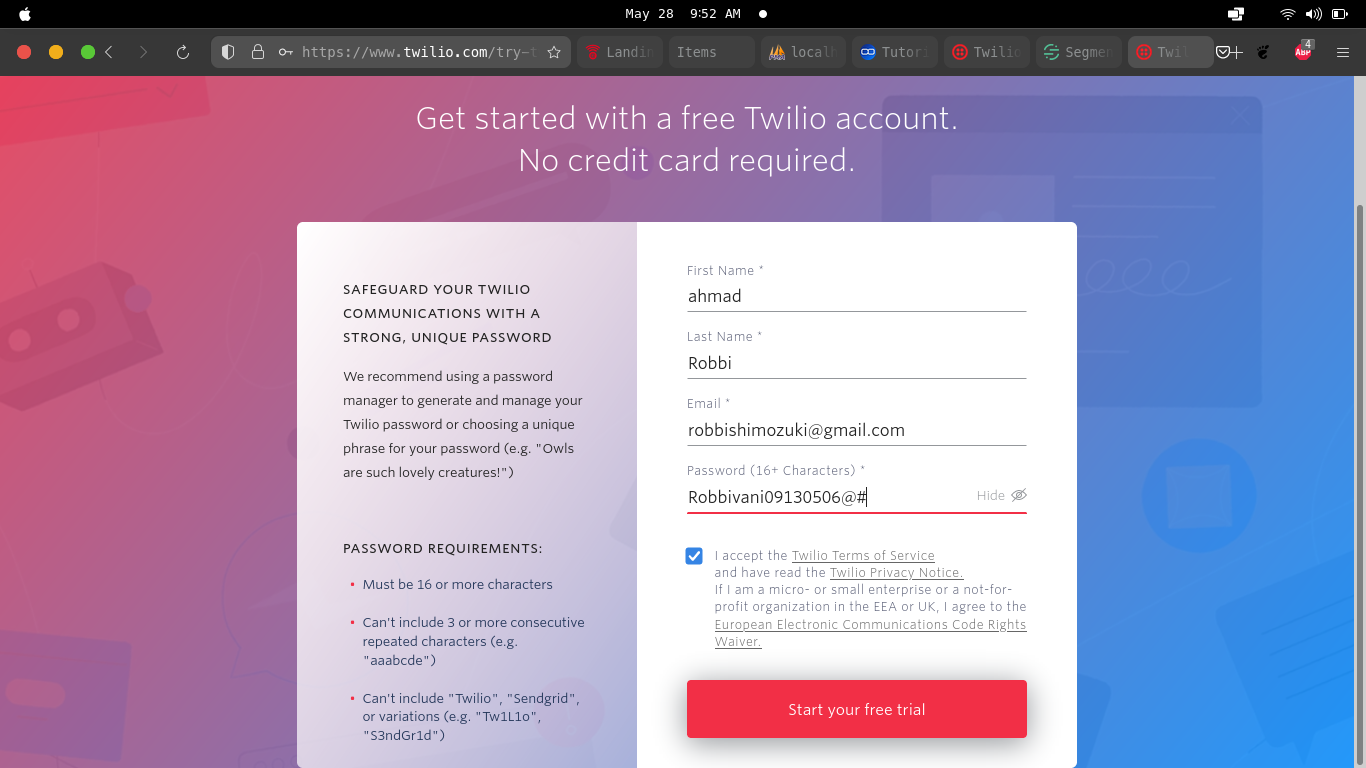 May 28 9:52 AM
https://www.twilio.com/try-t
Landin
Items
localh
Tutori
Twilio
Segmen
Twil
ABP
4
Get started with a free Twilio account.
No credit card required.
SAFEGUARD YOUR TWILIO
COMMUNICATIONS WITH A
STRONG, UNIQUE PASSWORD
We recommend using a password
manager to generate and manage your
Twilio password or choosing a unique
phrase for your password (e.g. "Owls
are such lovely creatures!")
PASSWORD REQUIREMENTS:
• Must be 16 or more characters
• Can't include 3 or more consecutive
repeated characters (e.g.
"aaabcde")
• Can't include "Twilio", "Sendgrid",
or variations (e.g. "Tw1L1o",
"S3ndGr1d")
First Name *
ahmad
Last Name *
Robbi
Email *
robbishimozuki@gmail.com
Password (16+ Characters) *
Robbivani09130506@#
Hide
I accept the Twilio Terms of Service
and have read the Twilio Privacy Notice.
If I am a micro- or small enterprise or a not-for-
profit organization in the EEA or UK, I agree to the
European Electronic Communications Code Rights
Waiver.
Start your free trial